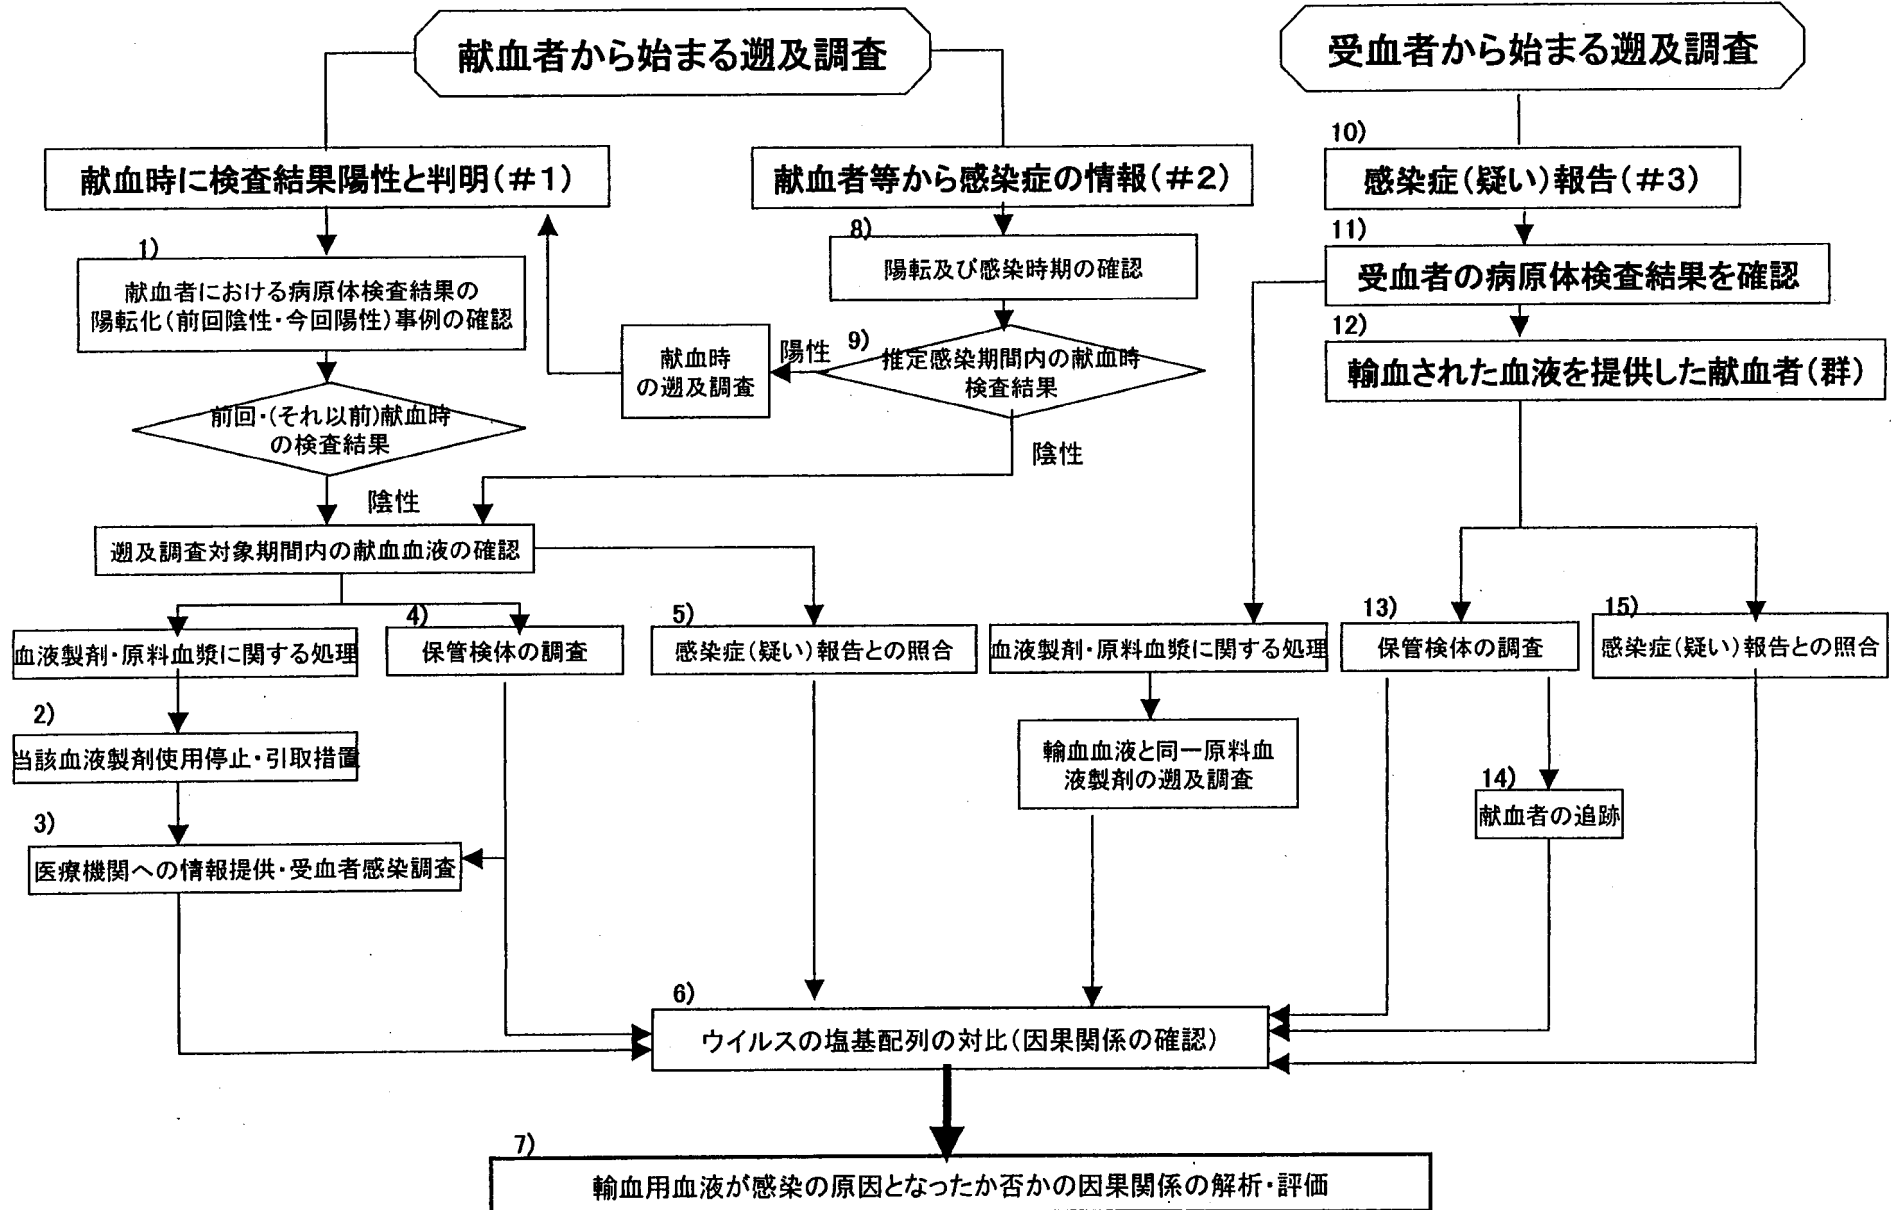 献血者から始まる遡及調査
受血者から始まる遡及調査
献血時に検査結果陽性と判明(#1)
献血者等から感染症の情報(#2)
10)
感染症(疑い)報告(#3)
1)
献血者における病原体検査結果の
陽転化(前回陰性・今回陽性)事例の確認
8)
陽転及び感染時期の確認
11)
受血者の病原体検査結果を確認
献血時
の遡及調査
陽性
9)
推定感染期間内の献血時
検査結果
12)
輸血された血液を提供した献血者(群)
前回・(それ以前)献血時
の検査結果
陰性
陰性
遡及調査対象期間内の献血血液の確認
血液製剤・原料血漿に関する処理
4)
保管検体の調査
5)
感染症(疑い)報告との照合
血液製剤・原料血漿に関する処理
13)
保管検体の調査
15)
感染症(疑い)報告との照合
2)
当該血液製剤使用停止・引取措置
輸血血液と同一原料血
液製剤の遡及調査
14)
献血者の追跡
3)
医療機関への情報提供・受血者感染調査
6)
ウイルスの塩基配列の対比(因果関係の確認)
7)
輸血用血液が感染の原因となったか否かの因果関係の解析・評価